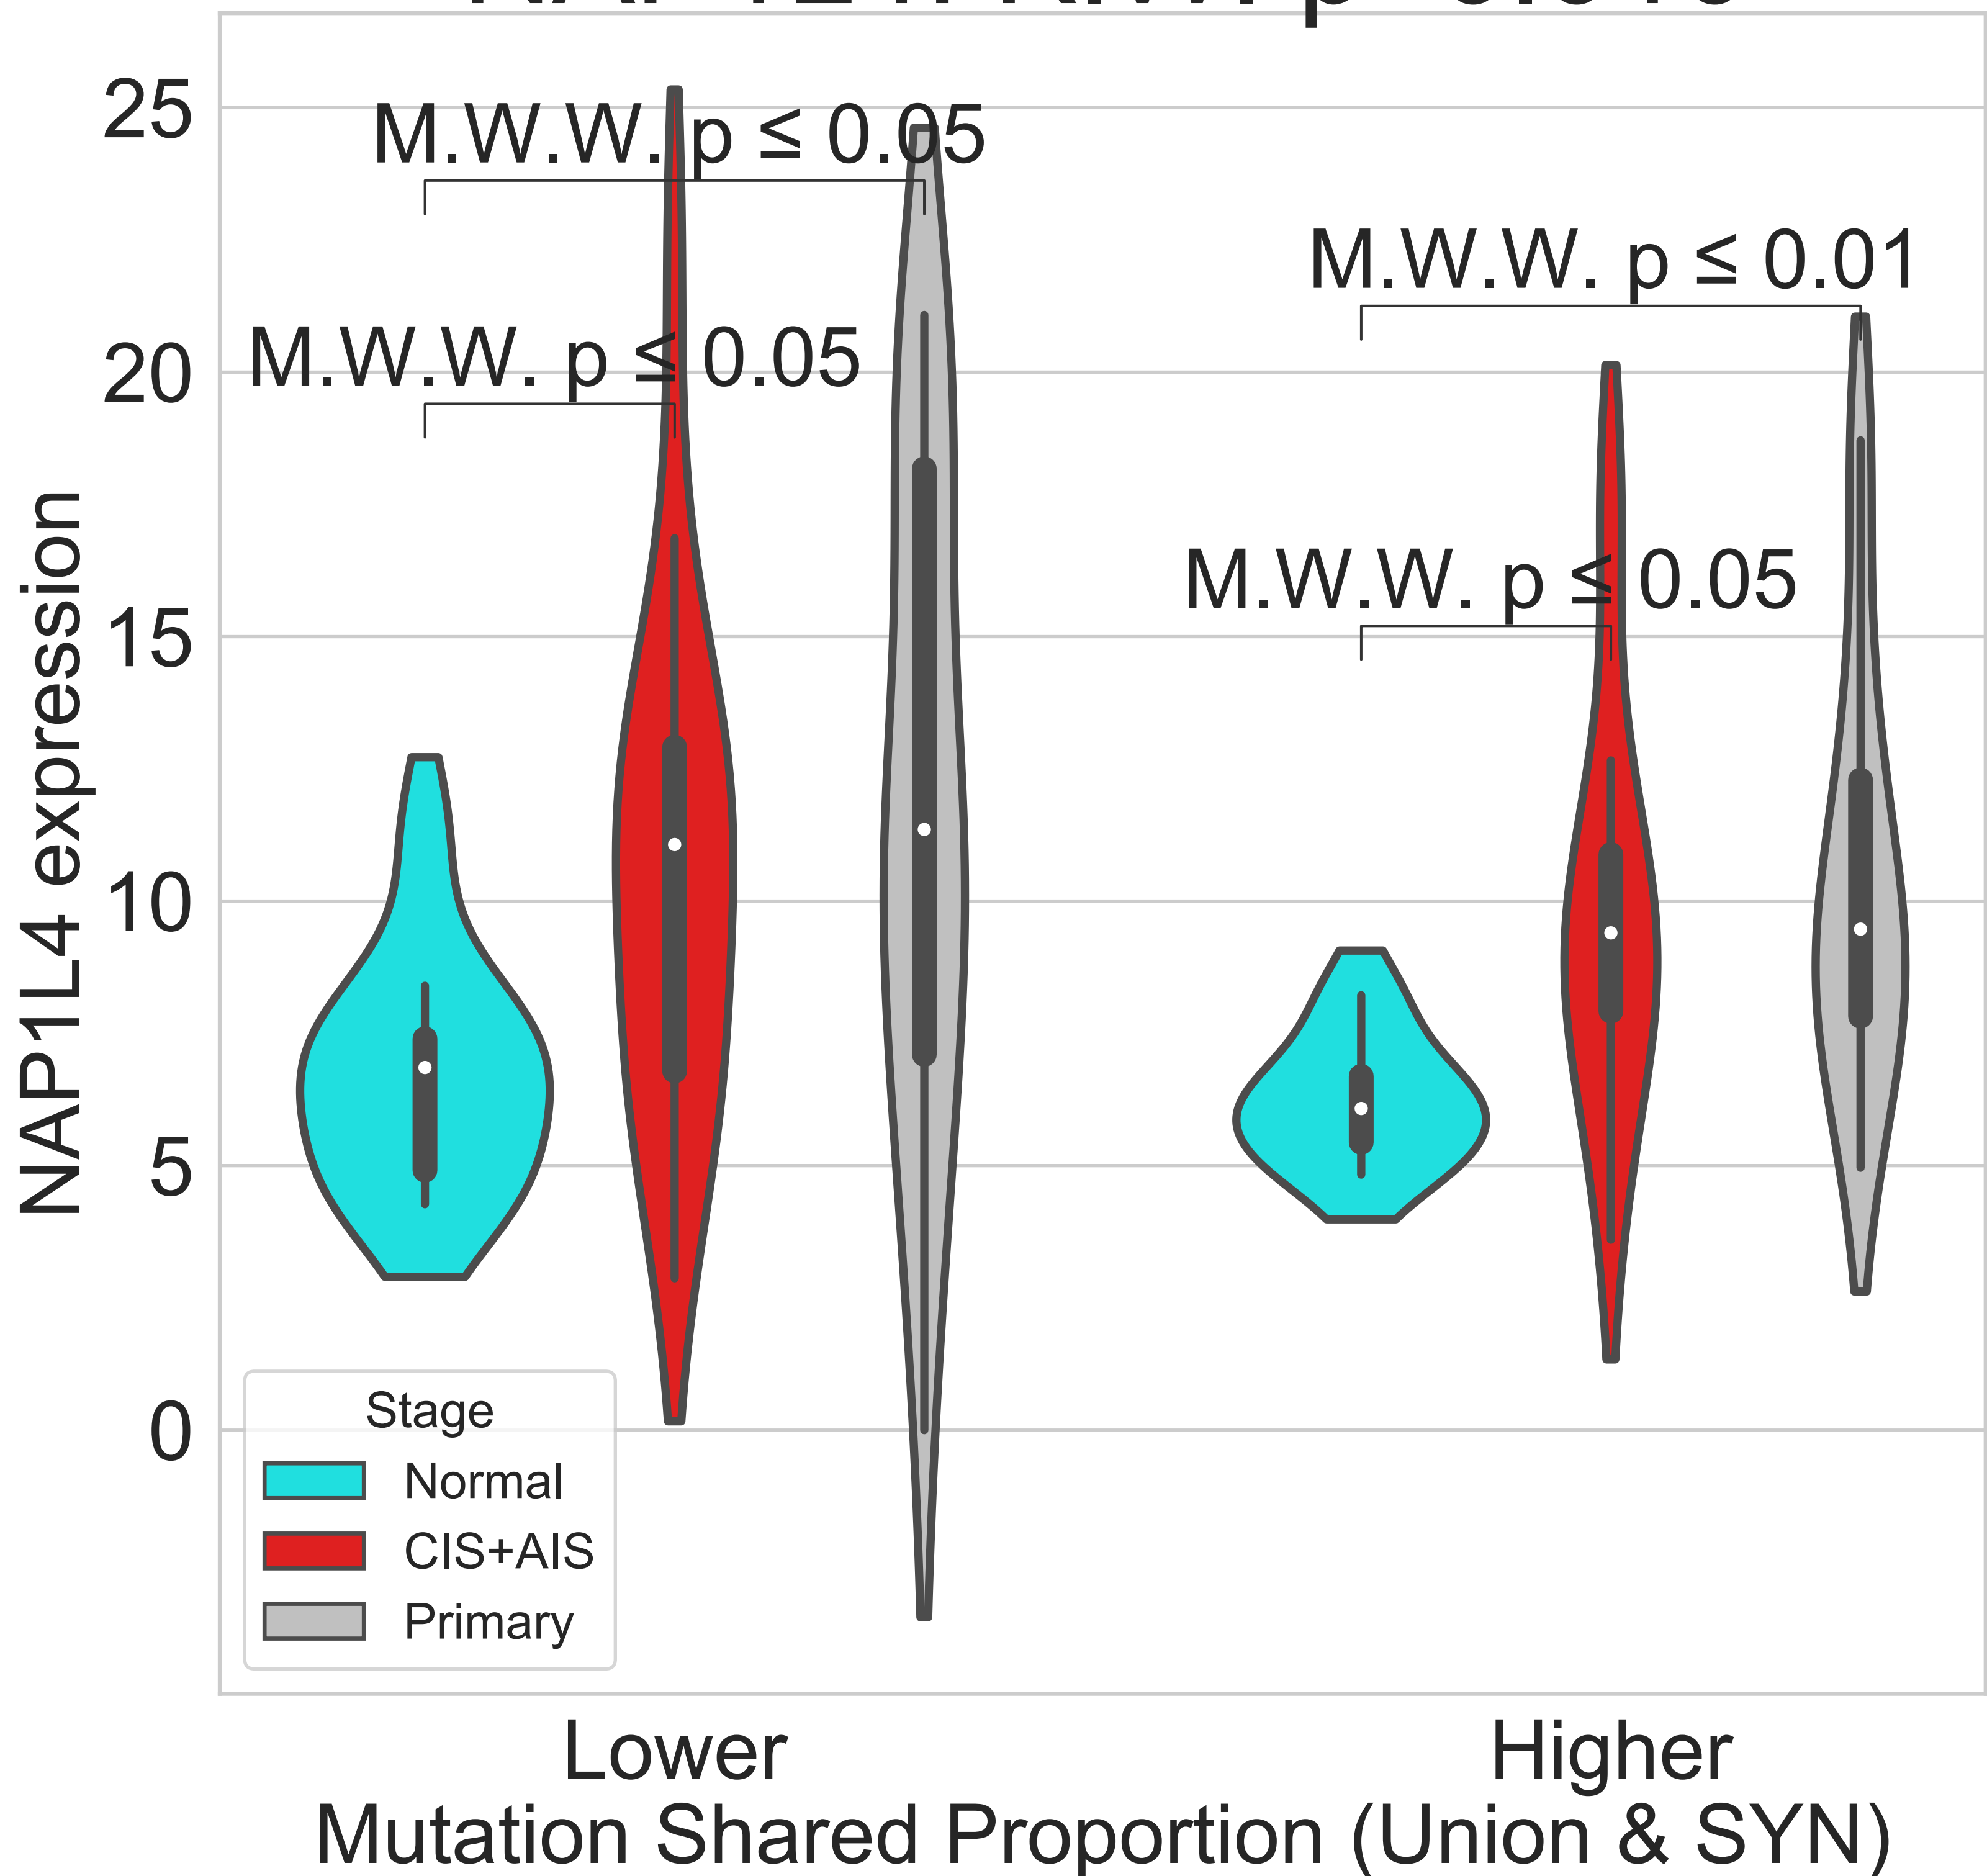 25
M.W.W. p ≤ 0.05
M.W.W. p ≤ 0.01
20
M.W.W. p ≤ 0.05
M.W.W. p ≤ 0.05
15
10
5
0
NAP1L4 expression
Stage
Normal
CIS+AIS
Primary
Lower
Higher
Mutation Shared Proportion (Union & SYN)